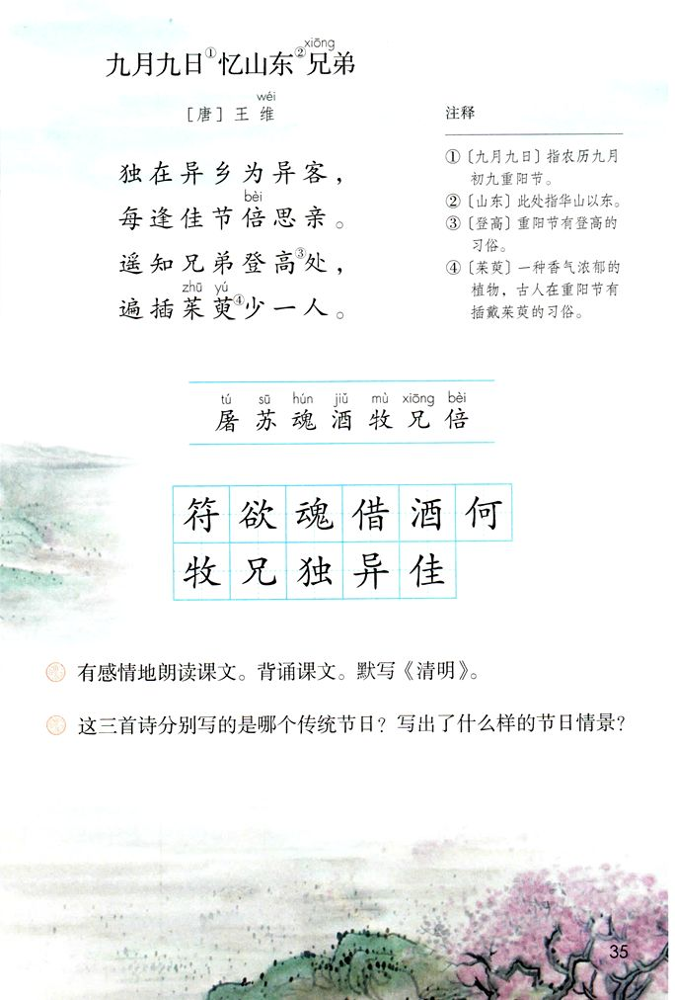 xiōng
九月九日①忆山东②兄弟
wéi
［唐］王 维
独在异乡为异客，
bèi
每逢佳节倍思亲。
遥知兄弟登高③处，
zhū yú
遍插茱萸④少一人。
注释
①〔九月九日〕指农历九月
初九重阳节。
②〔山东〕此处指华山以东。
③〔登高〕重阳节有登高的
习俗。
④〔茱萸〕一种香气浓郁的
植物，古人在重阳节有
插戴茱萸的习俗。
tú sū hún jiǔ mù xiōng bèi
屠 苏 魂 酒 牧 兄 倍
符 欲 魂 借 酒 何
牧 兄 独 异 佳
有感情地朗读课文。背诵课文。默写《清明》。
这三首诗分别写的是哪个传统节日？写出了什么样的节日情景？
35